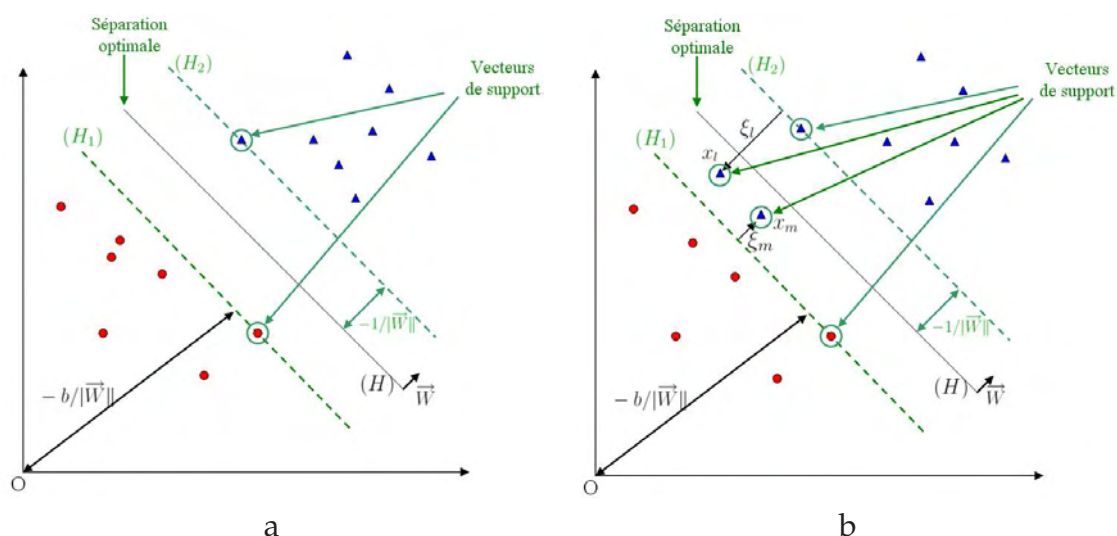 Séparation
optimale
(H₂)
Vecteurs
de support
(H₁)
−1/|W⃗‖
(H)
W⃗
− b/|W⃗‖
O
a
Séparation
optimale
(H₂)
Vecteurs
de support
(H₁)
ξₗ
xₗ
xₘ
ξₘ
−1/|W⃗‖
(H)
W⃗
− b/|W⃗‖
O
b